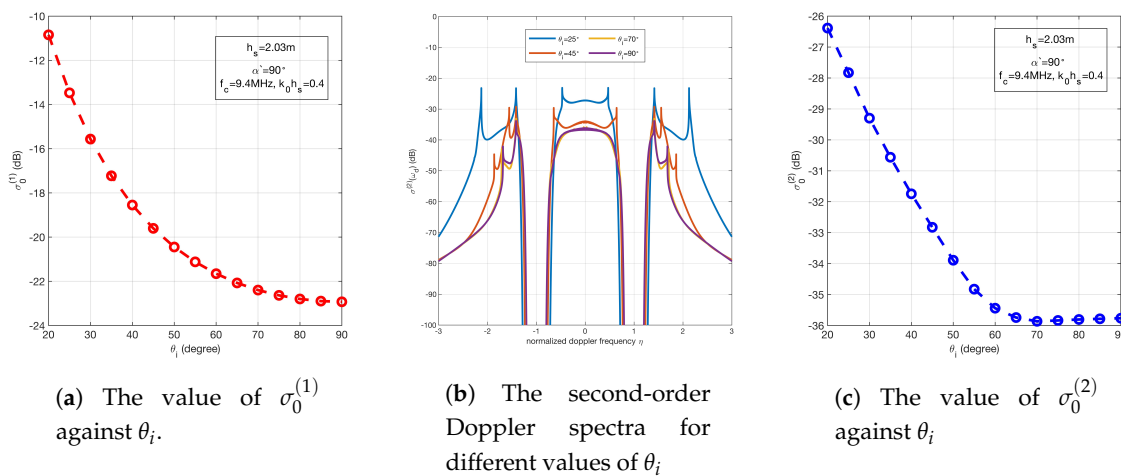 -10
-12
-14
-16
-18
-20
-22
-24
20 30 40 50 60 70 80 90
σ₀⁽¹⁾ (dB)
θᵢ (degree)
hₛ=2.03m
α`=90°
f_c=9.4MHz, k₀hₛ=0.4
(a) The value of σ₀⁽¹⁾
against θᵢ.
0
-10
-20
-30
-40
-50
-60
-70
-80
-90
-100
-3 -2 -1 0 1 2 3
σ⁽²⁾(ω_d) (dB)
normalized doppler frequency η
θᵢ=25° θᵢ=70°
θᵢ=45° θᵢ=90°
(b) The second-order
Doppler spectra for
different values of θᵢ
-26
-27
-28
-29
-30
-31
-32
-33
-34
-35
-36
20 30 40 50 60 70 80 90
σ₀⁽²⁾ (dB)
θᵢ (degree)
hₛ=2.03m
α`=90°
f_c=9.4MHz, k₀hₛ=0.4
(c) The value of σ₀⁽²⁾
against θᵢ